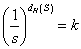 (1/s)^{d_H(S)} = k